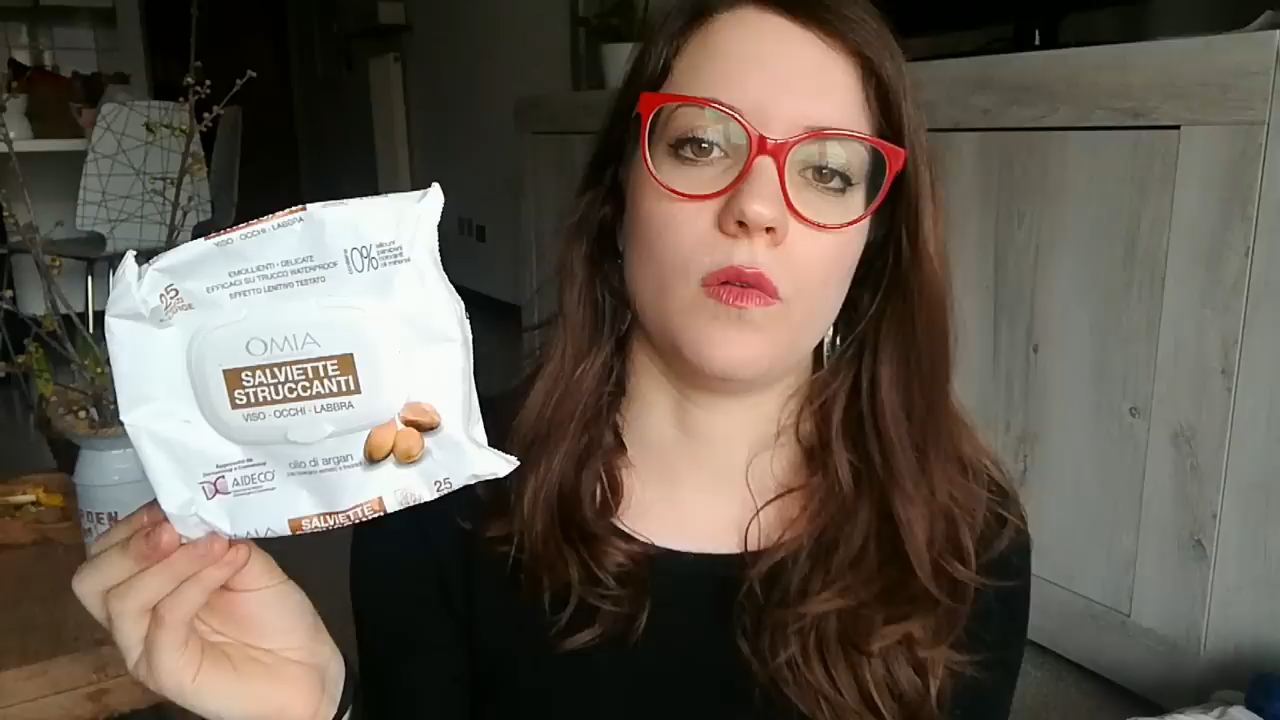 VISO · OCCHI · LABBRA
EMOLLIENTI · DELICATE
EFFICACI SU TRUCCO WATERPROOF
EFFETTO LENITIVO TESTATO
0%
25
OMIA
SALVIETTE
STRUCCANTI
VISO · OCCHI · LABBRA
olio di argan
AIDECO
25
SALVIETTE